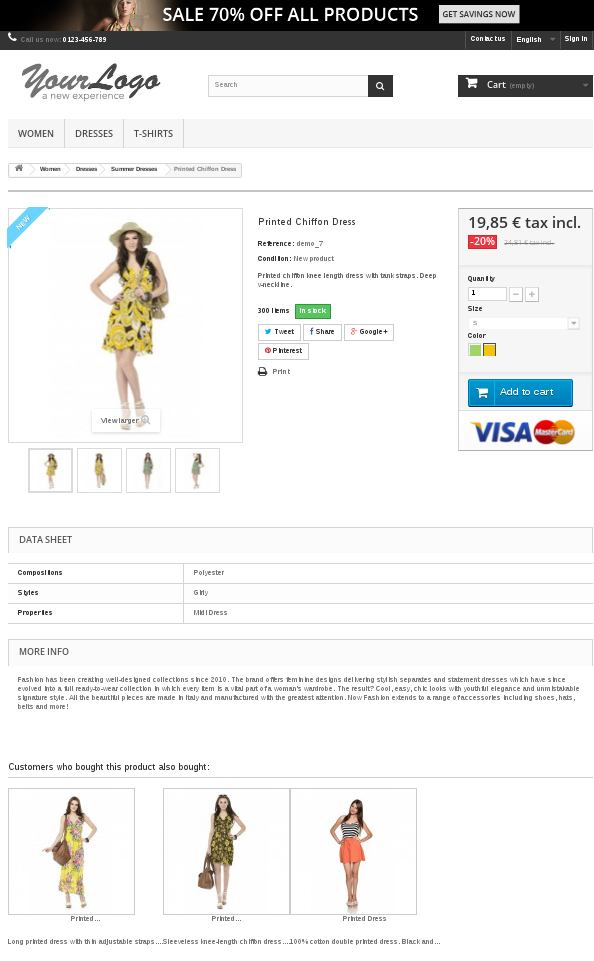 SALE 70% OFF ALL PRODUCTS GET SAVINGS NOW
Call us now: 0123-456-789 Contact us English Sign in
YourLogo
a new experience
Search
Cart (empty)
WOMEN DRESSES T-SHIRTS
Women Dresses Summer Dresses Printed Chiffon Dress
NEW
View larger
Printed Chiffon Dress
Reference: demo_7
Condition: New product
Printed chiffon knee length dress with tank straps. Deep
v-neckline.
300 Items In stock
Tweet Share Google+
Pinterest
Print
19,85 € tax incl.
-20% 24,81 € tax incl.
Quantity
1
Size
S
Color
Add to cart
VISA MasterCard
DATA SHEET
Compositions Polyester
Styles Girly
Properties Midi Dress
MORE INFO
Fashion has been creating well-designed collections since 2010. The brand offers feminine designs delivering stylish separates and statement dresses which have since
evolved into a full ready-to-wear collection in which every item is a vital part of a woman's wardrobe. The result? Cool, easy, chic looks with youthful elegance and unmistakable
signature style. All the beautiful pieces are made in Italy and manufactured with the greatest attention. Now Fashion extends to a range of accessories including shoes, hats,
belts and more!
Customers who bought this product also bought:
Printed... Printed... Printed Dress
Long printed dress with thin adjustable straps.... Sleeveless knee-length chiffon dress.... 100% cotton double printed dress. Black and...